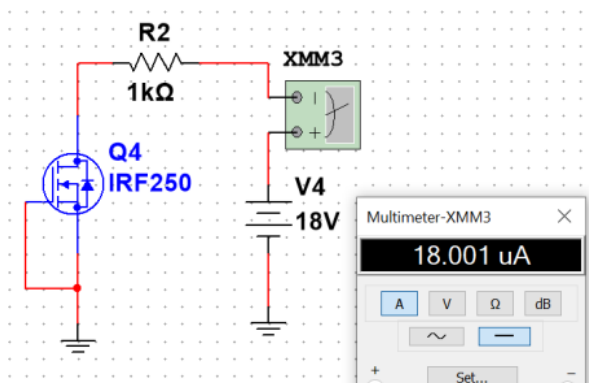 R2
1kΩ
XMM3
Q4
IRF250
V4
18V
Multimeter-XMM3
18.001 uA
A V Ω dB
+ Set... −